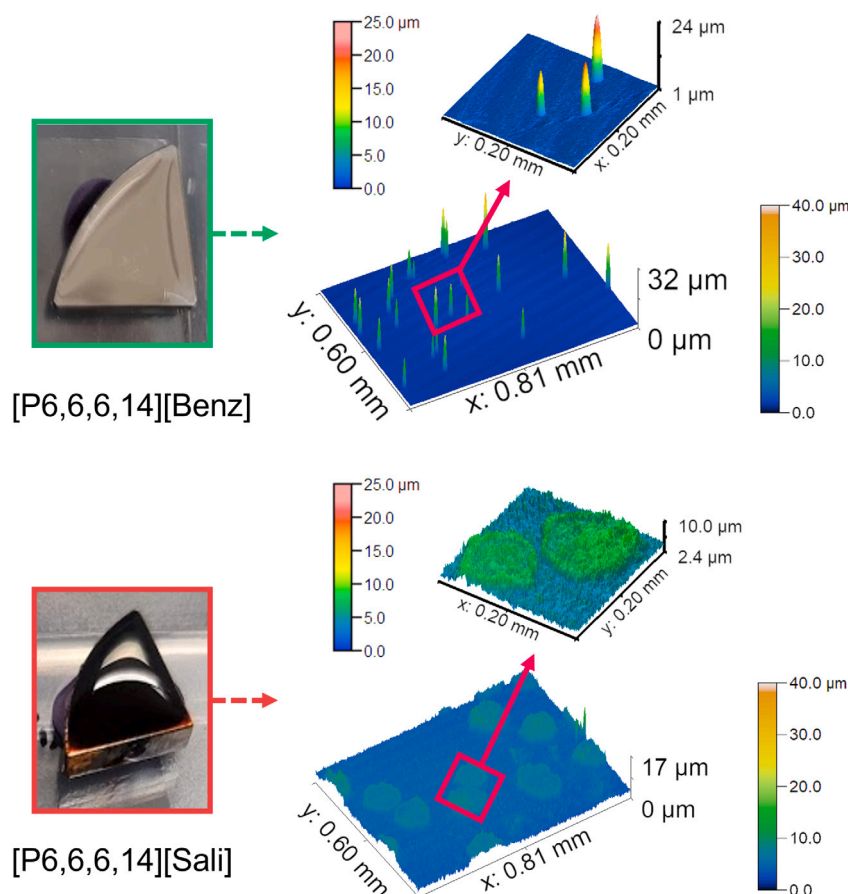 25.0 µm
20.0
15.0
10.0
5.0
0.0
24 µm
1 µm
y: 0.20 mm
x: 0.20 mm
40.0 µm
30.0
20.0
10.0
0.0
32 µm
0 µm
y: 0.60 mm
x: 0.81 mm
[P6,6,6,14][Benz]
25.0 µm
20.0
15.0
10.0
5.0
0.0
10.0 µm
2.4 µm
x: 0.20 mm
y: 0.20 mm
40.0 µm
30.0
20.0
10.0
0.0
17 µm
0 µm
y: 0.60 mm
x: 0.81 mm
[P6,6,6,14][Sali]